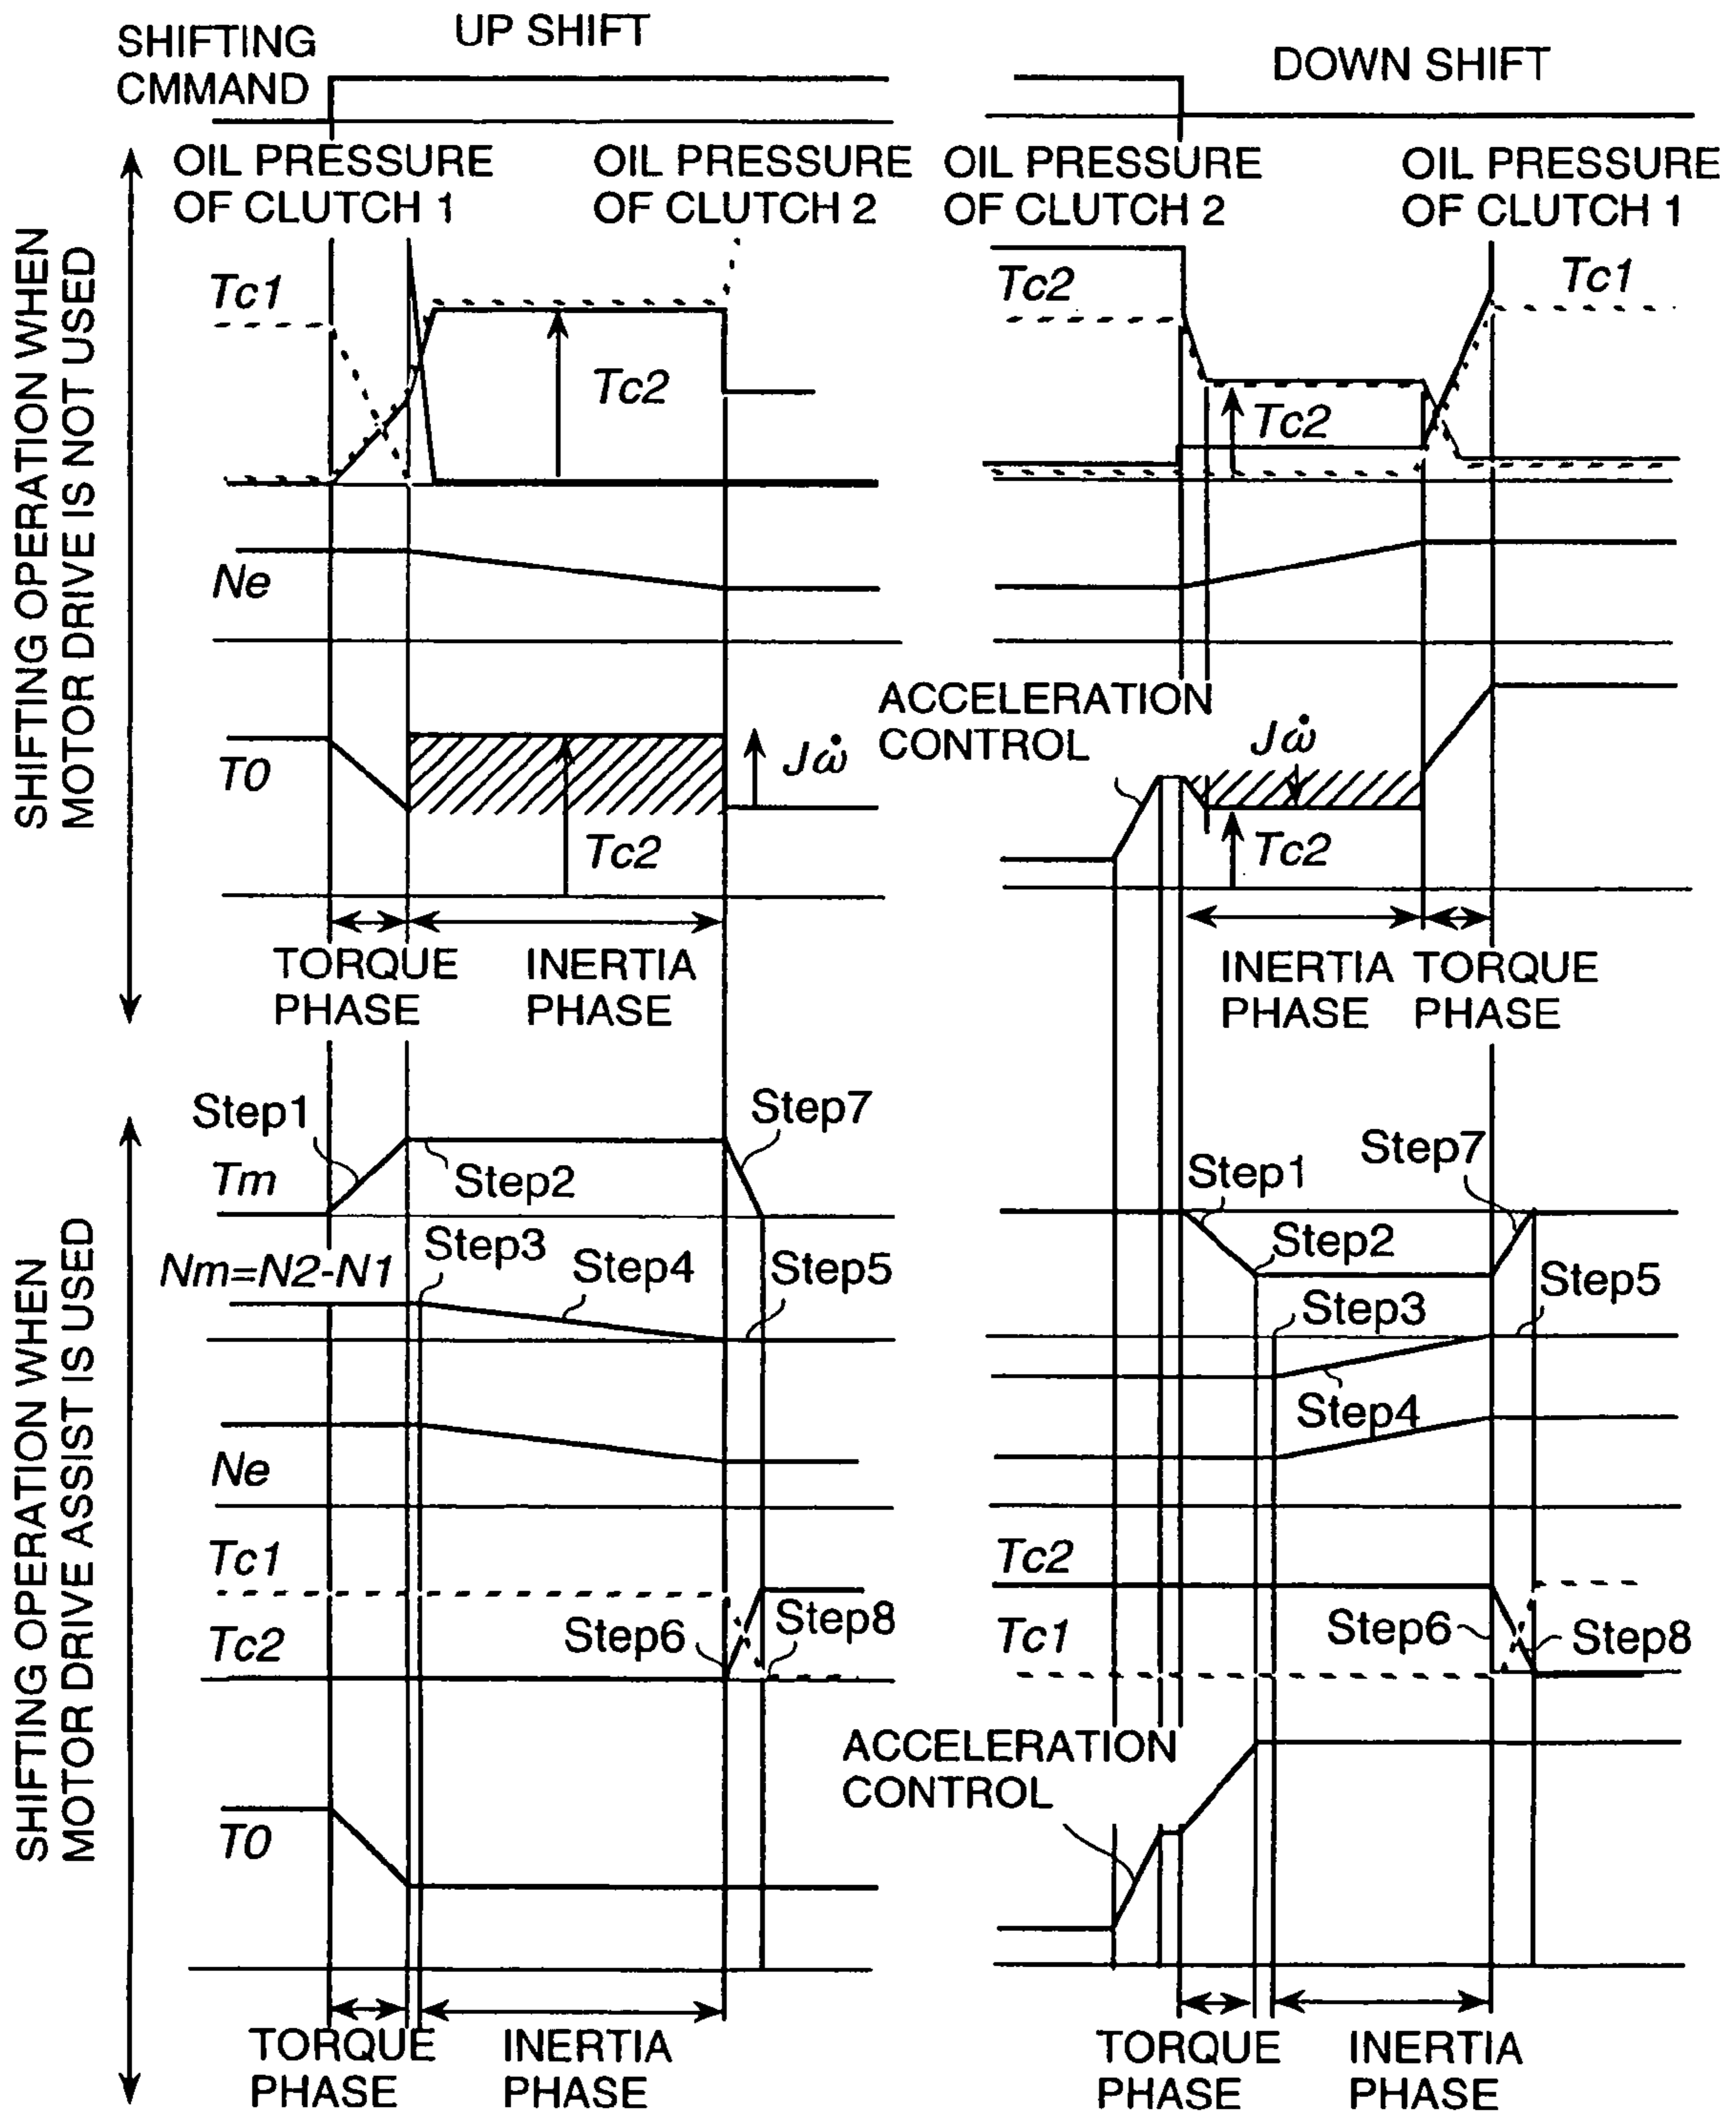 SHIFTING
CMMAND
UP SHIFT
DOWN SHIFT
SHIFTING OPERATION WHEN
MOTOR DRIVE IS NOT USED
OIL PRESSURE
OF CLUTCH 1
OIL PRESSURE
OF CLUTCH 2
OIL PRESSURE
OF CLUTCH 2
OIL PRESSURE
OF CLUTCH 1
Tc1
Tc2
Tc2
Tc1
Tc2
Ne
ACCELERATION
CONTROL
T0
Jω̇
Jω̇
Tc2
Tc2
TORQUE
PHASE
INERTIA
PHASE
INERTIA
PHASE
TORQUE
PHASE
SHIFTING OPERATION WHEN
MOTOR DRIVE ASSIST IS USED
Step1
Step7
Tm
Step2
Step7
Step1
Step2
Nm=N2-N1
Step3
Step4
Step5
Step5
Step3
Step4
Ne
Tc1
Tc2
Tc2
Step6
Step8
Tc1
Step6
Step8
ACCELERATION
CONTROL
T0
TORQUE
PHASE
INERTIA
PHASE
TORQUE
PHASE
INERTIA
PHASE